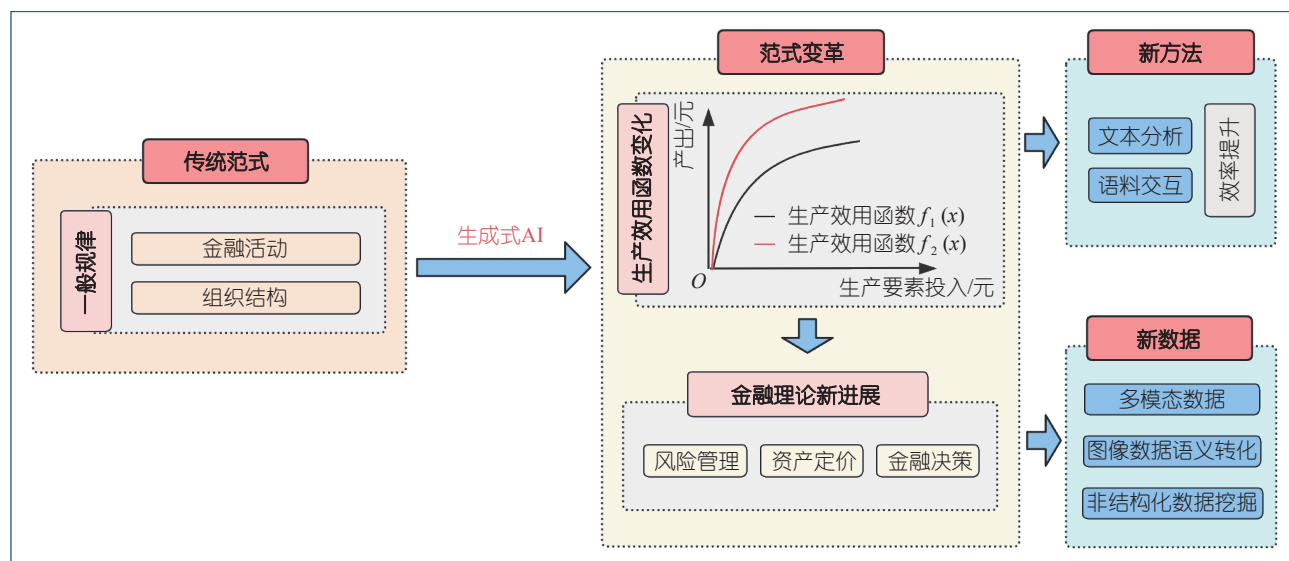 传统范式
一般规律
金融活动
组织结构
生成式AI
范式变革
生产效用函数变化
产出/元
生产效用函数f₁(x)
生产效用函数f₂(x)
O
生产要素投入/元
金融理论新进展
风险管理
资产定价
金融决策
新方法
文本分析
语料交互
效率提升
新数据
多模态数据
图像数据语义转化
非结构化数据挖掘